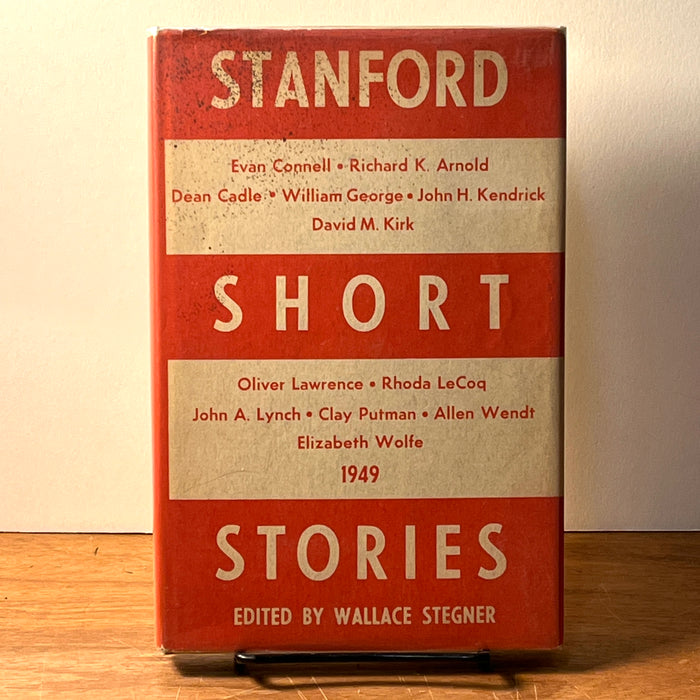 STANFORD
Evan Connell • Richard K. Arnold
Dean Cadle • William George • John H. Kendrick
David M. Kirk
SHORT
Oliver Lawrence • Rhoda LeCoq
John A. Lynch • Clay Putman • Allen Wendt
Elizabeth Wolfe
1949
STORIES
EDITED BY WALLACE STEGNER